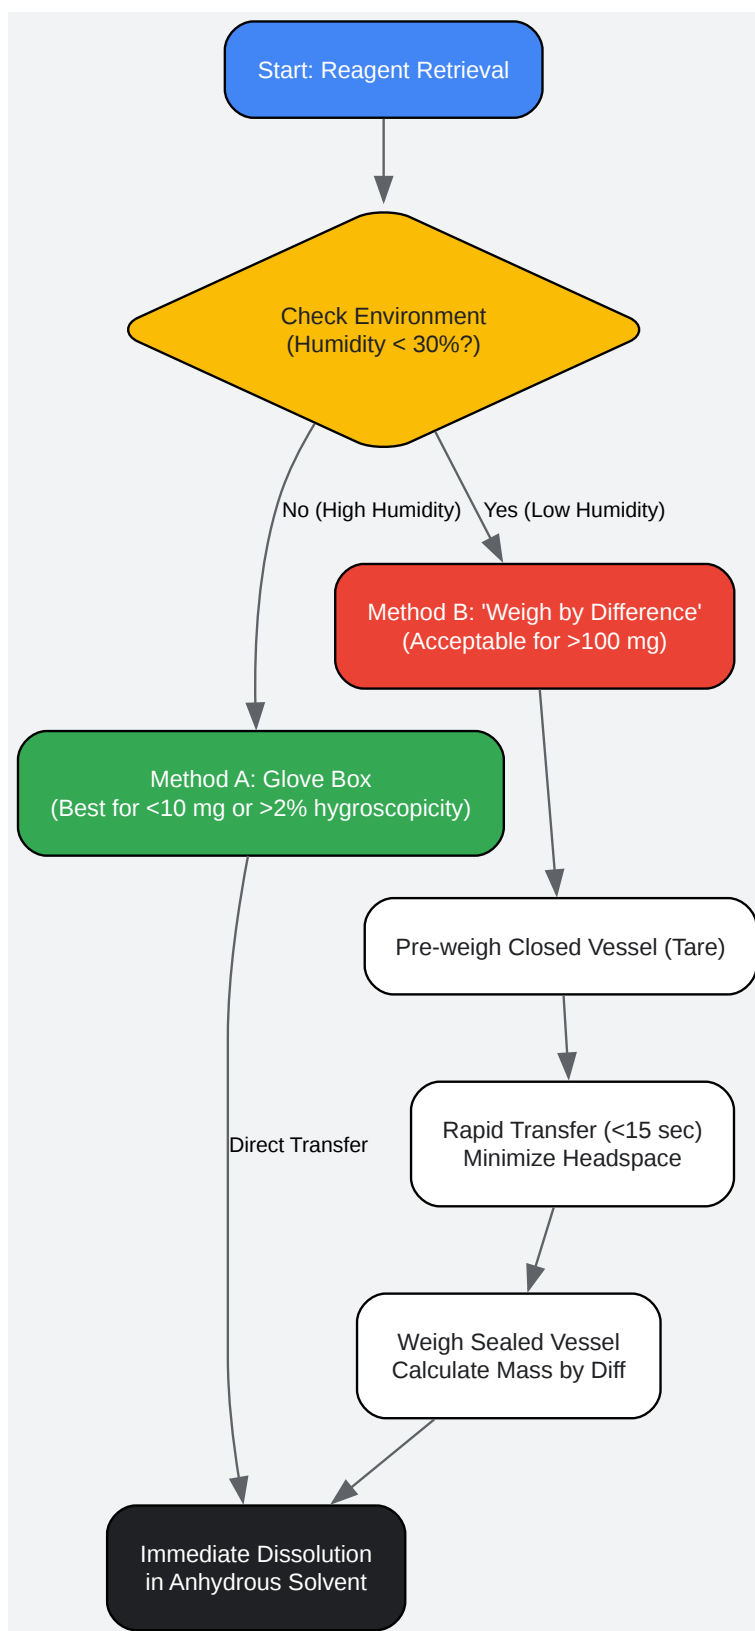 Start: Reagent Retrieval
Check Environment
(Humidity < 30%?)
No (High Humidity)
Yes (Low Humidity)
Method B: 'Weigh by Difference'
(Acceptable for >100 mg)
Method A: Glove Box
(Best for <10 mg or >2% hygroscopicity)
Pre-weigh Closed Vessel (Tare)
Rapid Transfer (<15 sec)
Minimize Headspace
Direct Transfer
Weigh Sealed Vessel
Calculate Mass by Diff
Immediate Dissolution
in Anhydrous Solvent